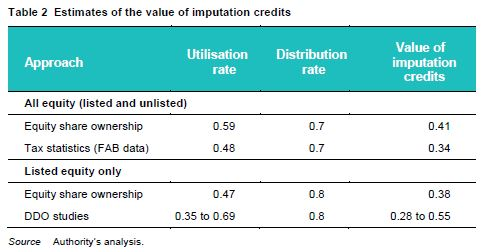 Table 2 Estimates of the value of imputation credits
Approach Utilisation rate Distribution rate Value of imputation credits
All equity (listed and unlisted)
Equity share ownership 0.59 0.7 0.41
Tax statistics (FAB data) 0.48 0.7 0.34
Listed equity only
Equity share ownership 0.47 0.8 0.38
DDO studies 0.35 to 0.69 0.8 0.28 to 0.55
Source Authority's analysis.